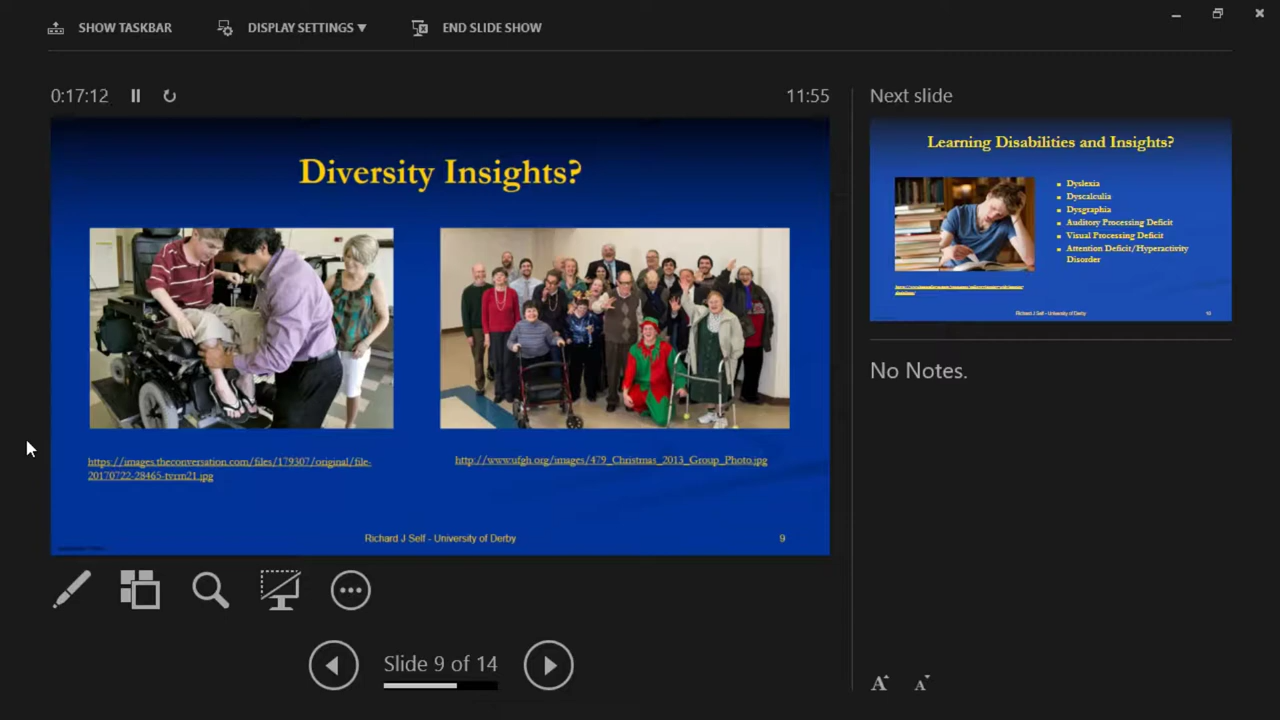 SHOW TASKBAR
DISPLAY SETTINGS ▼
END SLIDE SHOW
0:17:12
11:55
Diversity Insights?
https://images.theconversation.com/files/179307/original/file-
20170722-28465-tvrm21.jpg
http://www.ufgh.org/images/479_Christmas_2013_Group_Photo.jpg
Richard J Self - University of Derby
9
Slide 9 of 14
Next slide
Learning Disabilities and Insights?
Dyslexia
Dyscalculia
Dysgraphia
Auditory Processing Deficit
Visual Processing Deficit
Attention Deficit/Hyperactivity
Disorder
Richard J Self - University of Derby
10
No Notes.
A
A